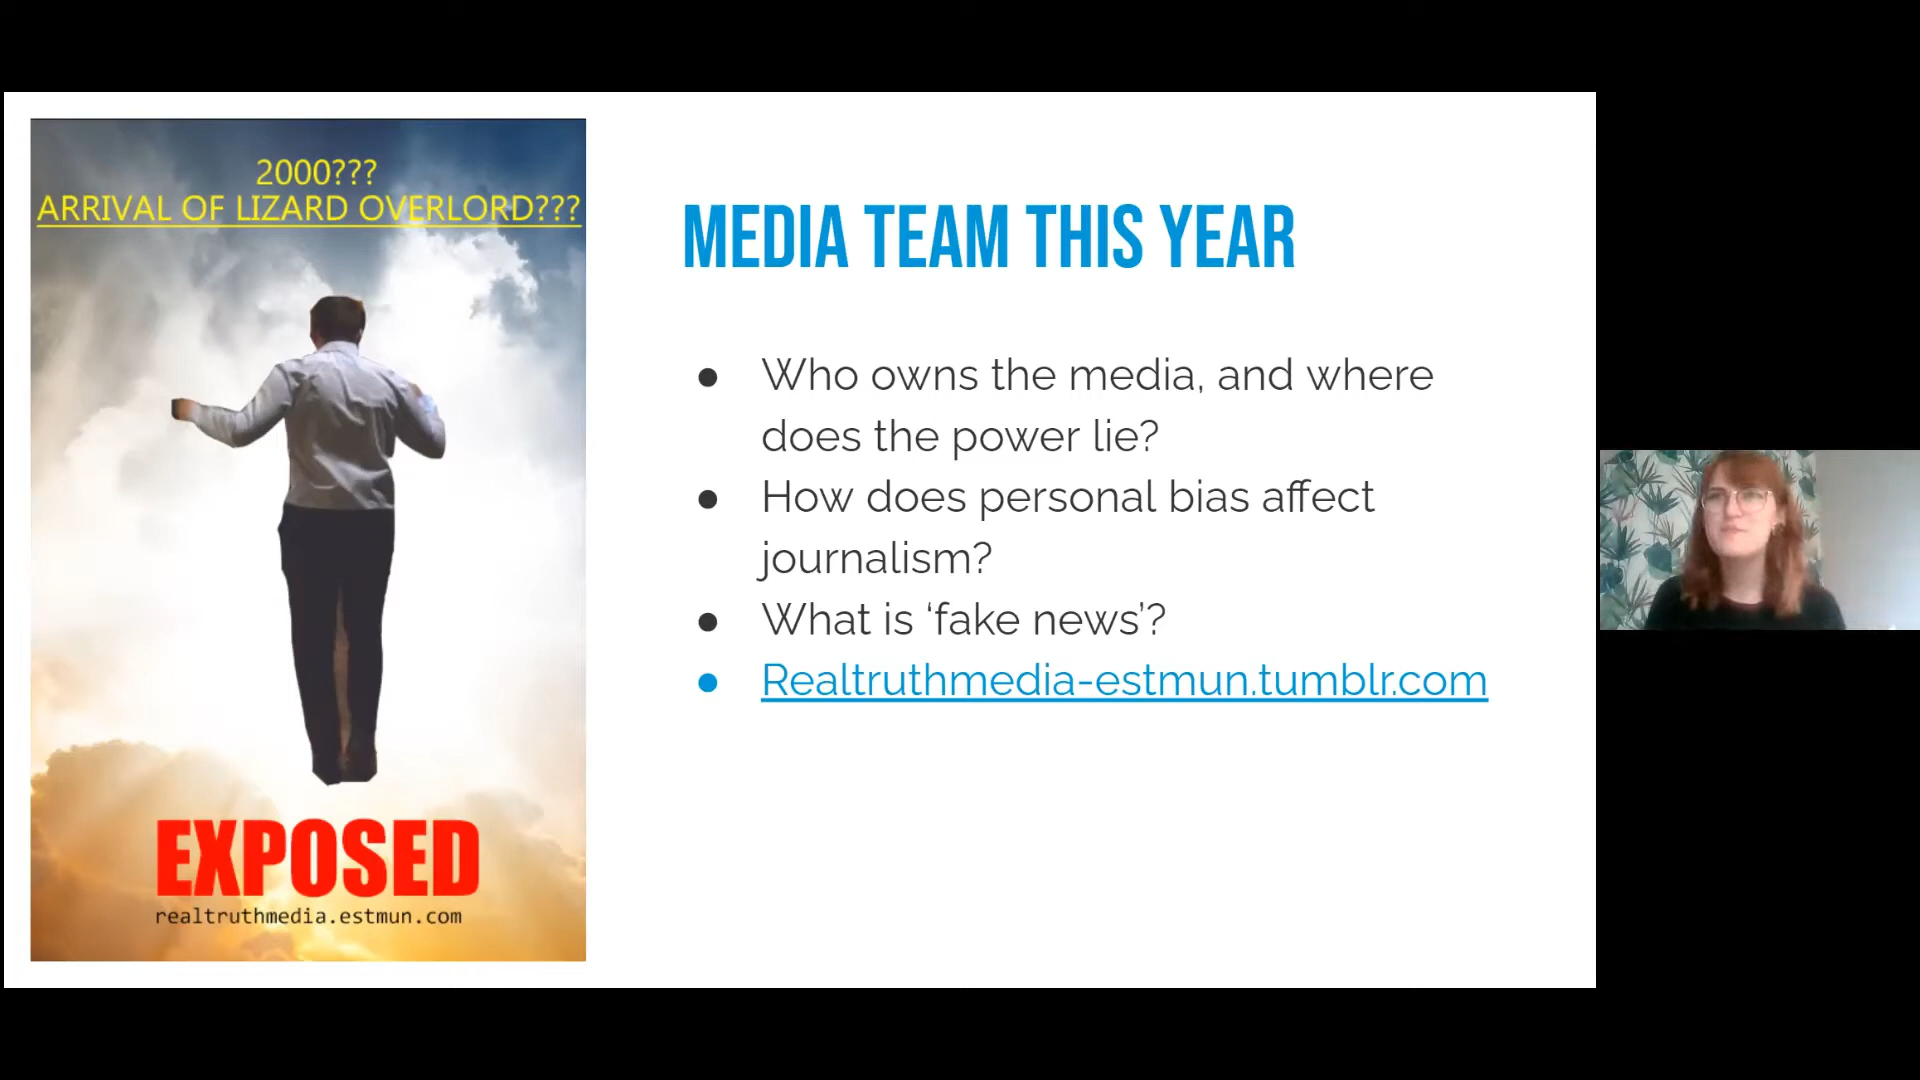 2000???
ARRIVAL OF LIZARD OVERLORD???
EXPOSED
realtruthmedia.estmun.com
MEDIA TEAM THIS YEAR
● Who owns the media, and where
does the power lie?
● How does personal bias affect
journalism?
● What is ‘fake news’?
● Realtruthmedia-estmun.tumblr.com